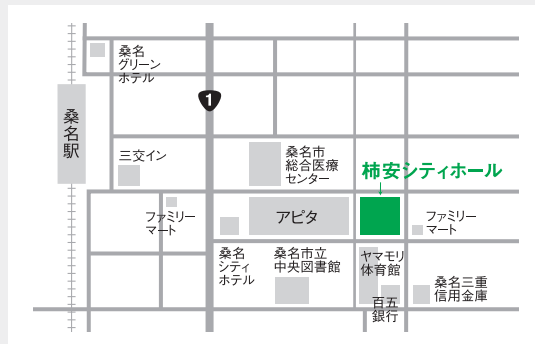 桑名
グリーン
ホテル
1
桑名駅
三交イン
桑名市
総合医療
センター
柿安シティホール
ファミリー
マート
アピタ
ファミリー
マート
桑名
シティ
ホテル
桑名市立
中央図書館
ヤマモリ
体育館
百五
銀行
桑名三重
信用金庫